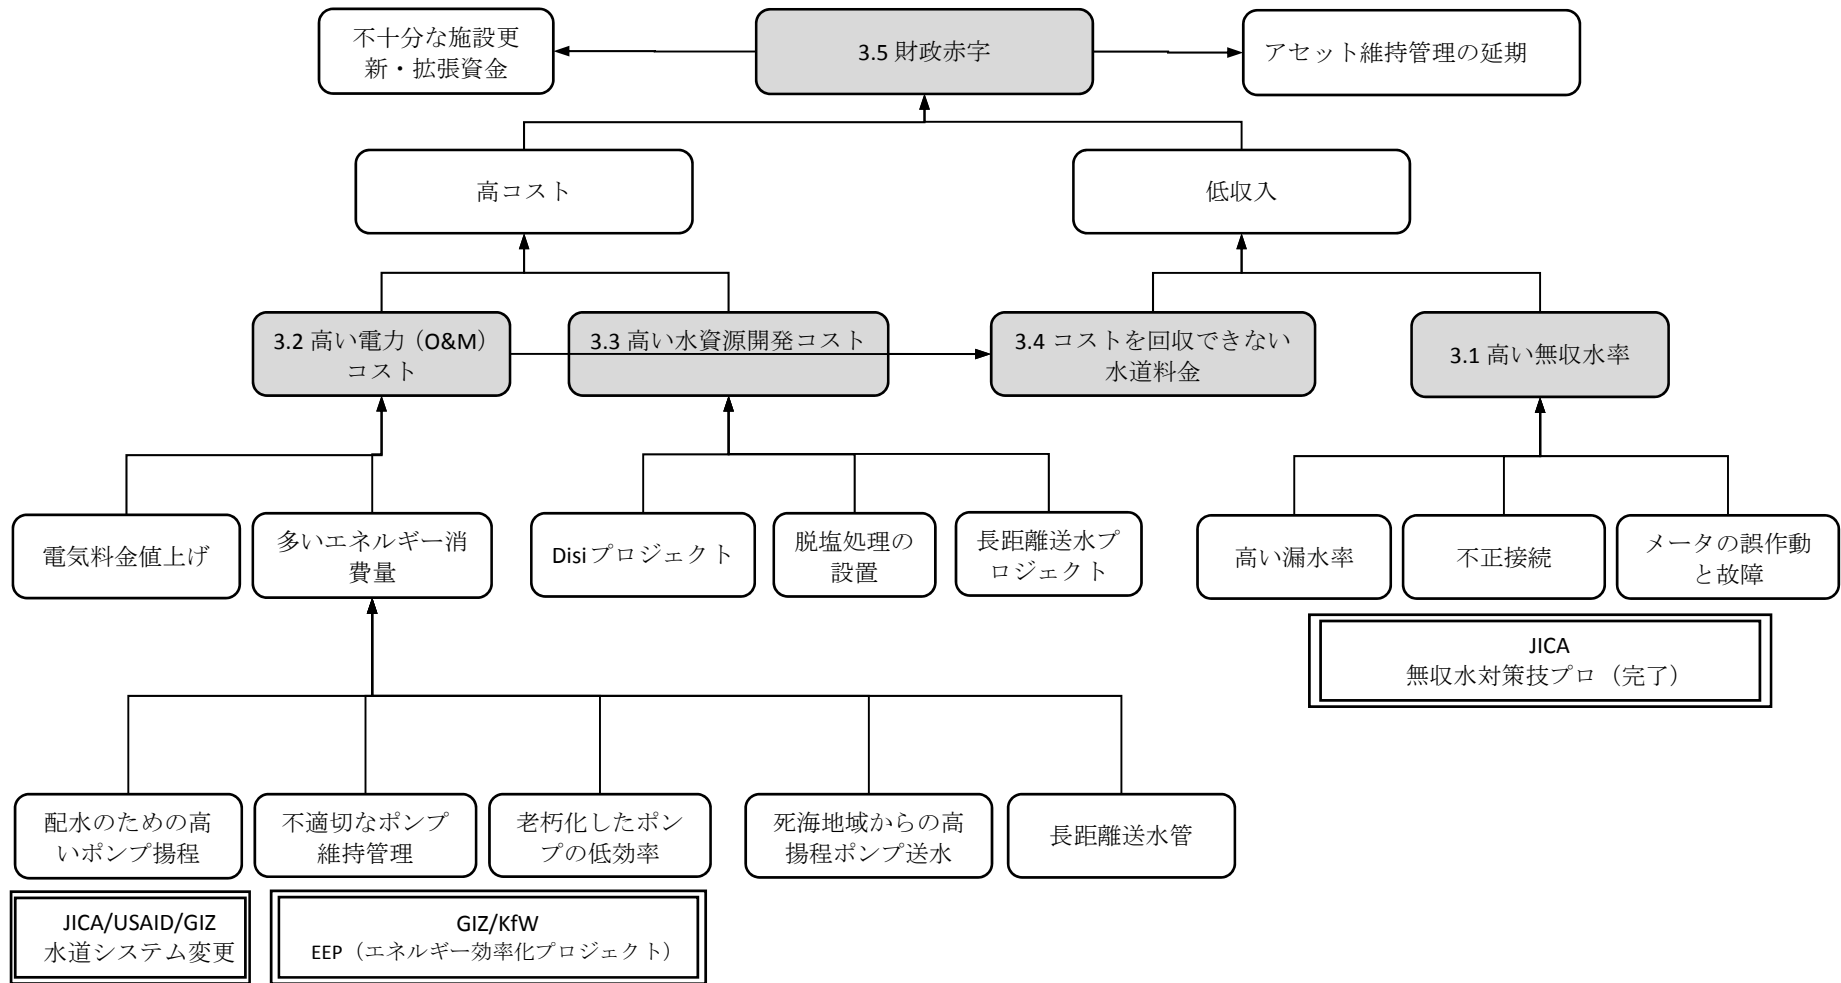 不十分な施設更
新・拡張資金
3.5 財政赤字
アセット維持管理の延期
高コスト
低収入
3.2 高い電力（O&M）
コスト
3.3 高い水資源開発コスト
3.4 コストを回収できない
水道料金
3.1 高い無収水率
電気料金値上げ
多いエネルギー消
費量
Disiプロジェクト
脱塩処理の
設置
長距離送水プ
ロジェクト
高い漏水率
不正接続
メータの誤作動
と故障
JICA
無収水対策技プロ（完了）
配水のための高
いポンプ揚程
不適切なポンプ
維持管理
老朽化したポン
プの低効率
死海地域からの高
揚程ポンプ送水
長距離送水管
JICA/USAID/GIZ
水道システム変更
GIZ/KfW
EEP（エネルギー効率化プロジェクト）